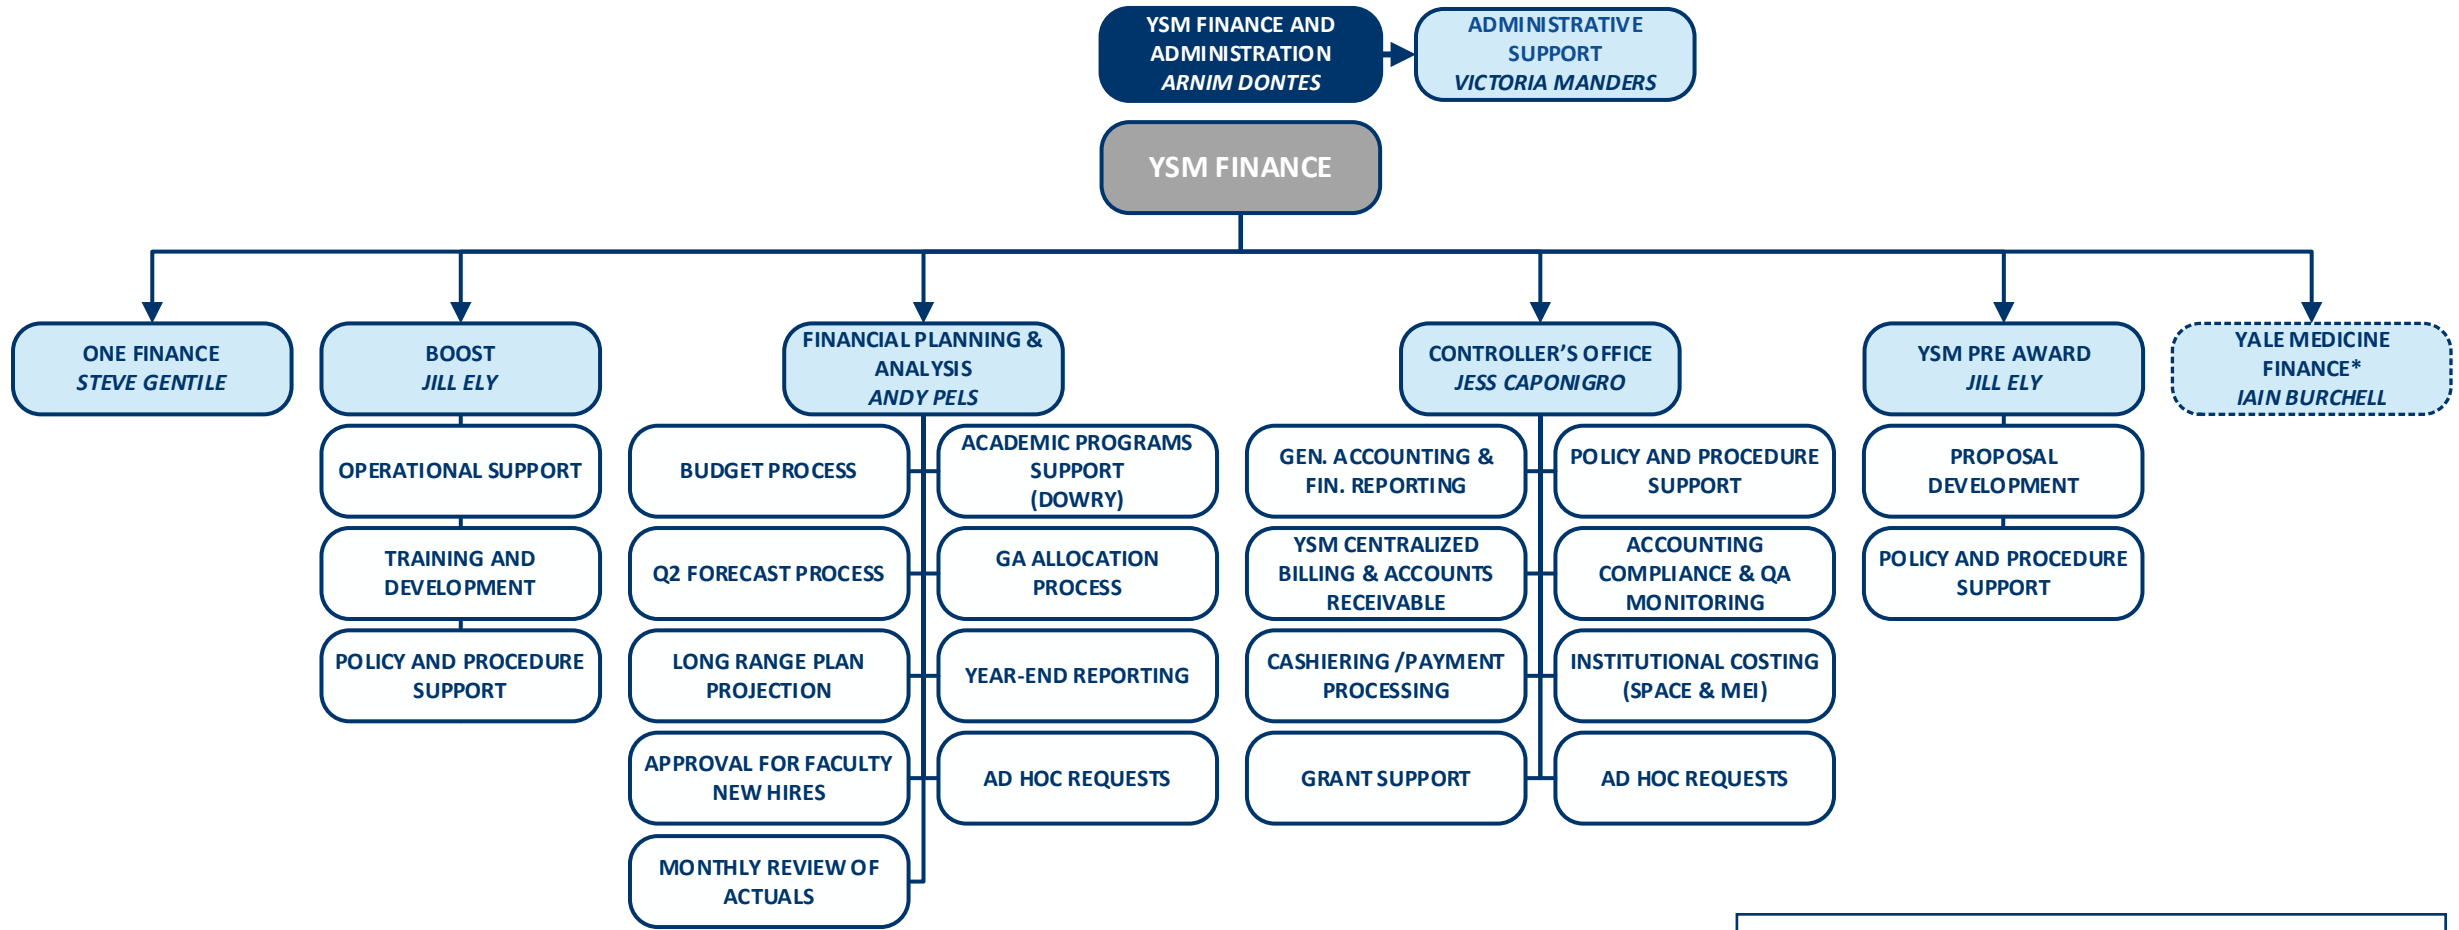 YSM FINANCE AND
ADMINISTRATION
ARNIM DONTES
ADMINISTRATIVE
SUPPORT
VICTORIA MANDERS
YSM FINANCE
ONE FINANCE
STEVE GENTILE
BOOST
JILL ELY
OPERATIONAL SUPPORT
TRAINING AND
DEVELOPMENT
POLICY AND PROCEDURE
SUPPORT
FINANCIAL PLANNING &
ANALYSIS
ANDY PELS
BUDGET PROCESS
ACADEMIC PROGRAMS
SUPPORT
(DOWRY)
Q2 FORECAST PROCESS
GA ALLOCATION
PROCESS
LONG RANGE PLAN
PROJECTION
YEAR-END REPORTING
APPROVAL FOR FACULTY
NEW HIRES
AD HOC REQUESTS
MONTHLY REVIEW OF
ACTUALS
CONTROLLER’S OFFICE
JESS CAPONIGRO
GEN. ACCOUNTING &
FIN. REPORTING
POLICY AND PROCEDURE
SUPPORT
YSM CENTRALIZED
BILLING & ACCOUNTS
RECEIVABLE
ACCOUNTING
COMPLIANCE & QA
MONITORING
CASHIERING /PAYMENT
PROCESSING
INSTITUTIONAL COSTING
(SPACE & MEI)
GRANT SUPPORT
AD HOC REQUESTS
YSM PRE AWARD
JILL ELY
PROPOSAL
DEVELOPMENT
POLICY AND PROCEDURE
SUPPORT
YALE MEDICINE
FINANCE*
IAIN BURCHELL